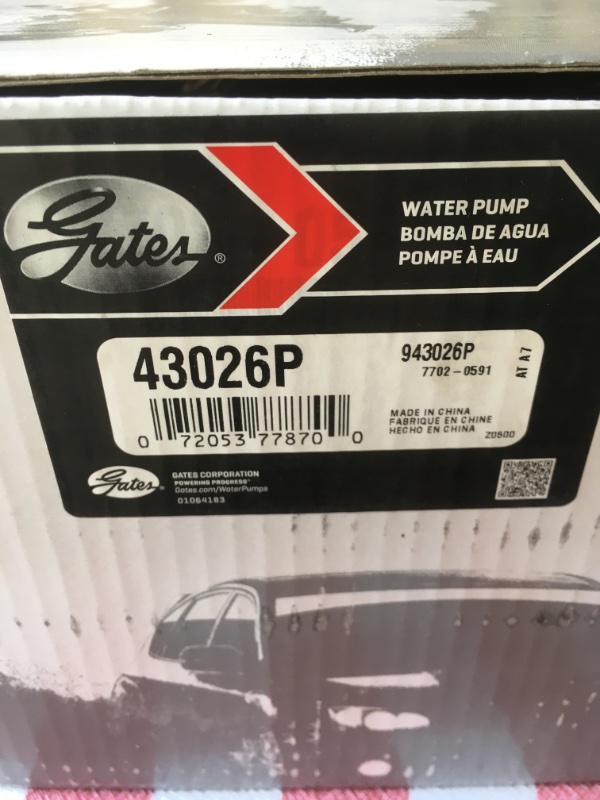 Gates®
WATER PUMP
BOMBA DE AGUA
POMPE À EAU
43026P
943026P
7702-0591
AT A7
0 72053 77870 0
MADE IN CHINA
FABRIQUE EN CHINE
HECHO EN CHINA
Z0500
Gates
GATES CORPORATION
POWERING PROGRESS™
Gates.com/WaterPumps
01064183